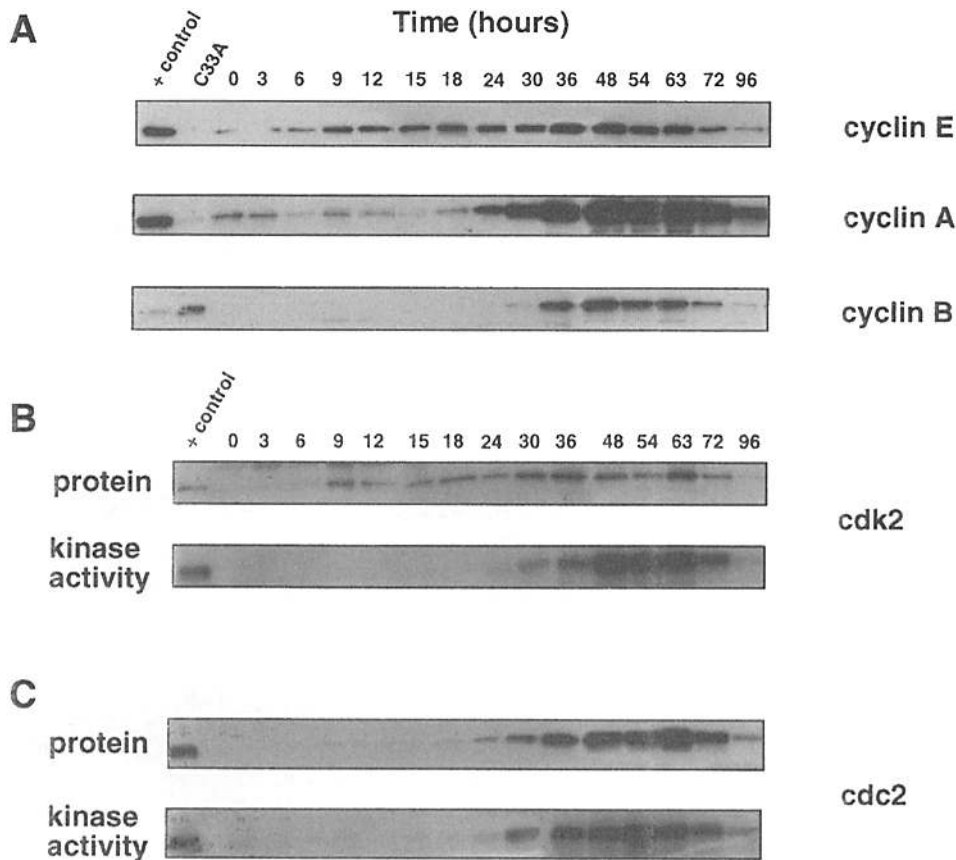 A
Time (hours)
+ control C33A 0 3 6 9 12 15 18 24 30 36 48 54 63 72 96
cyclin E
cyclin A
cyclin B
B
+ control 0 3 6 9 12 15 18 24 30 36 48 54 63 72 96
protein
cdk2
kinase
activity
C
protein
cdc2
kinase
activity